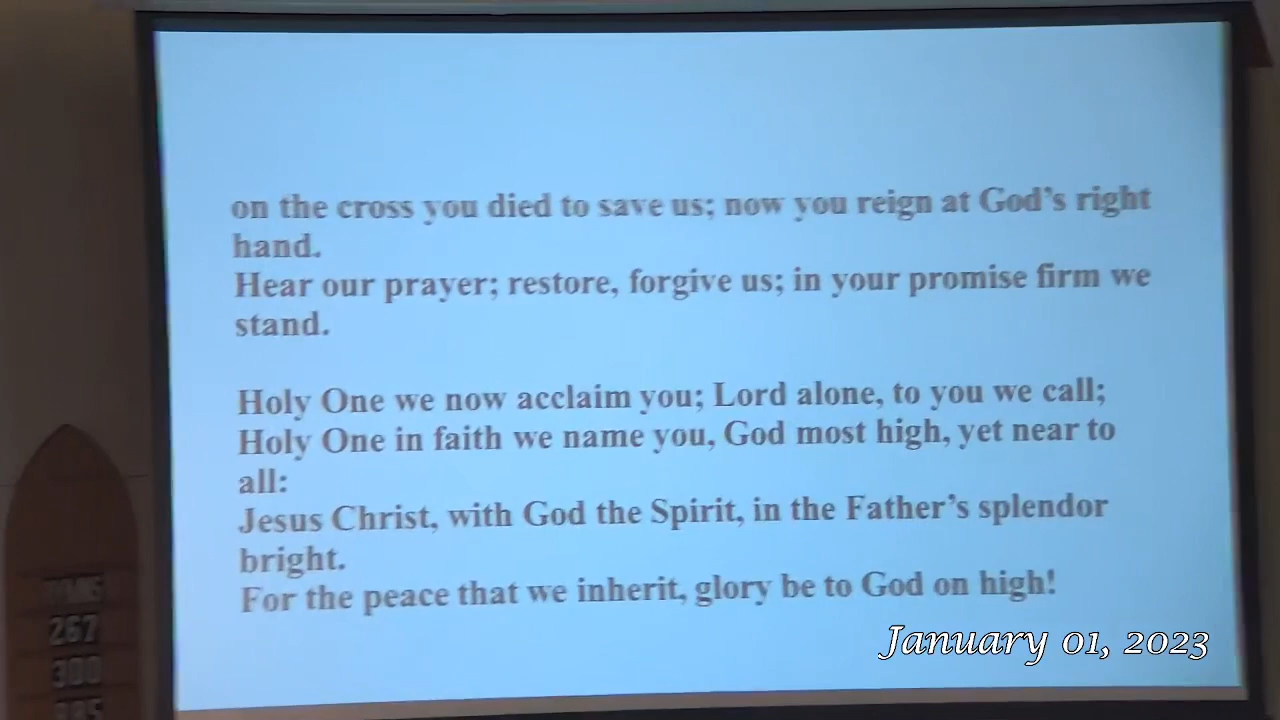 on the cross you died to save us; now you reign at God's right
hand.
Hear our prayer; restore, forgive us; in your promise firm we
stand.
Holy One we now acclaim you; Lord alone, to you we call;
Holy One in faith we name you, God most high, yet near to
all:
Jesus Christ, with God the Spirit, in the Father's splendor
bright.
For the peace that we inherit, glory be to God on high!
January 01, 2023
267
300